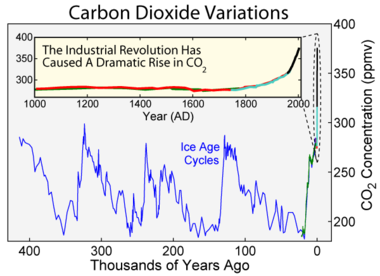 Carbon Dioxide Variations
The Industrial Revolution Has
Caused A Dramatic Rise in CO2
400
350
300
1000 1200 1400 1600 1800 2000
Year (AD)
Ice Age
Cycles
400
350
300
250
200
CO2 Concentration (ppmv)
400 300 200 100 0
Thousands of Years Ago